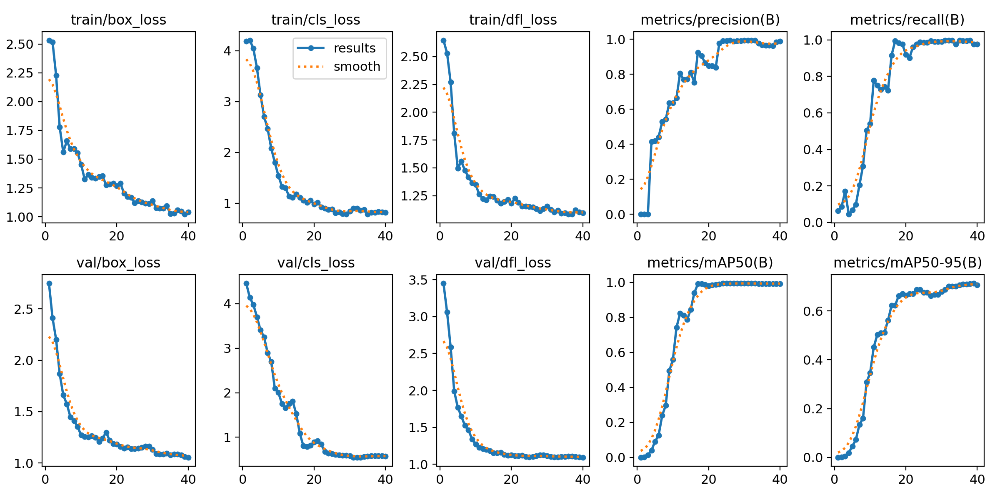 train/box_loss
2.50
2.25
2.00
1.75
1.50
1.25
1.00
0 20 40
train/cls_loss
results
smooth
4
3
2
1
0 20 40
train/dfl_loss
2.50
2.25
2.00
1.75
1.50
1.25
0 20 40
metrics/precision(B)
1.0
0.8
0.6
0.4
0.2
0.0
0 20 40
metrics/recall(B)
1.0
0.8
0.6
0.4
0.2
0.0
0 20 40
val/box_loss
2.5
2.0
1.5
1.0
0 20 40
val/cls_loss
4
3
2
1
0 20 40
val/dfl_loss
3.5
3.0
2.5
2.0
1.5
1.0
0 20 40
metrics/mAP50(B)
1.0
0.8
0.6
0.4
0.2
0.0
0 20 40
metrics/mAP50-95(B)
0.6
0.4
0.2
0.0
0 20 40